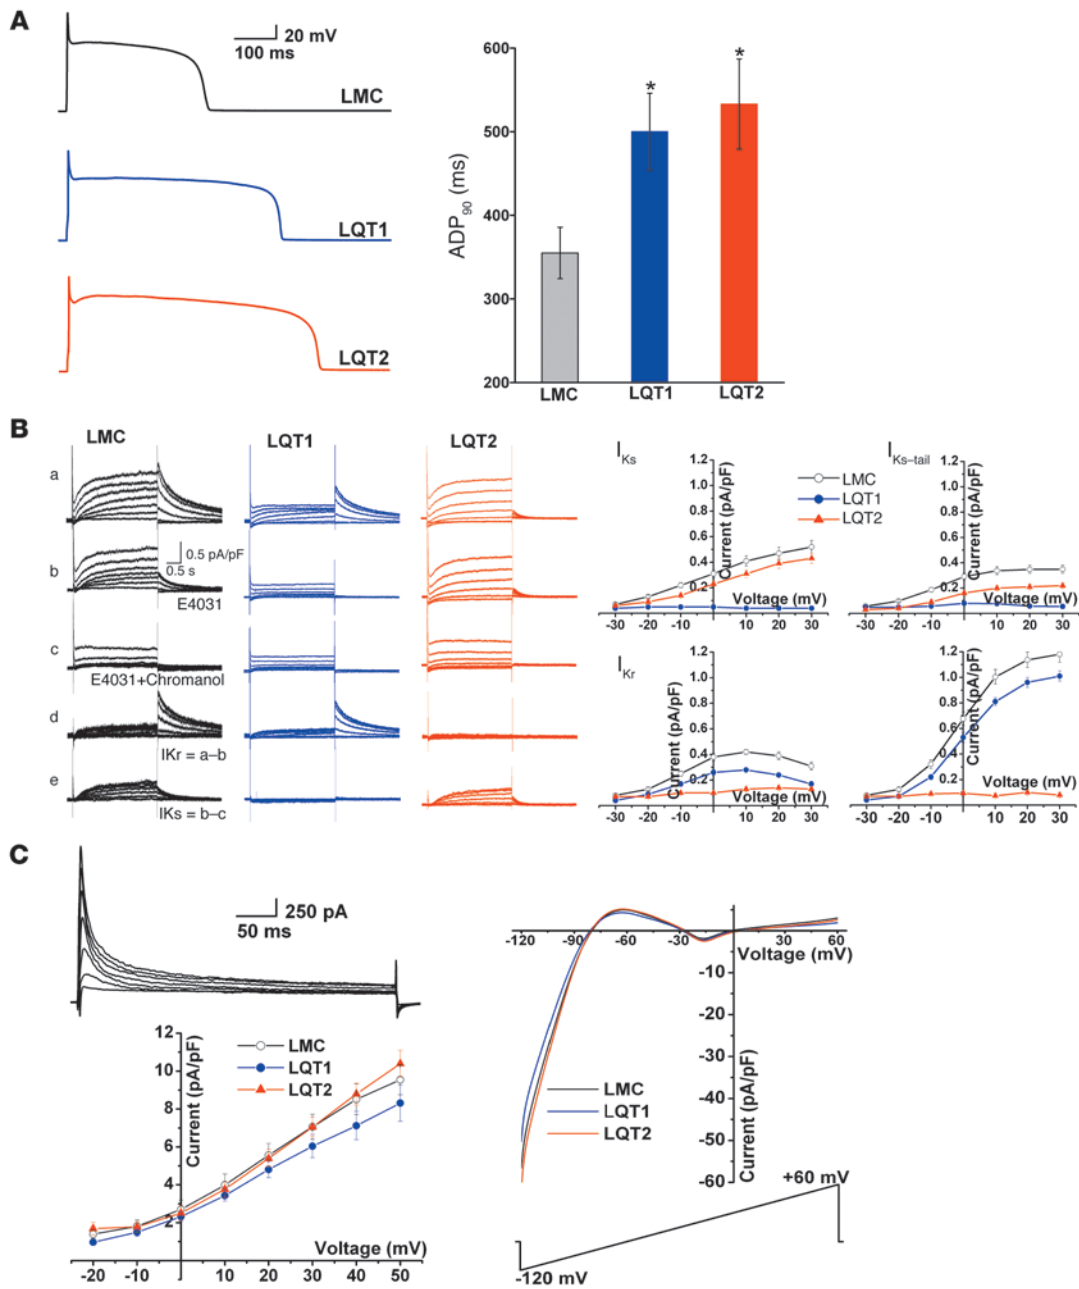 A
20 mV
100 ms
LMC
LQT1
LQT2
600
500
400
300
200
ADP90 (ms)
*
*
LMC
LQT1
LQT2
B
LMC
LQT1
LQT2
a
b
c
d
e
0.5 pA/pF
0.5 s
E4031
E4031+Chromanol
IKr = a–b
IKs = b–c
IKs
1.2
1.0
0.8
0.6
0.4
0.2
Current (pA/pF)
Voltage (mV)
-30 -20 -10 10 20 30
LMC
LQT1
LQT2
IKs–tail
1.2
1.0
0.8
0.6
0.4
0.2
Current (pA/pF)
Voltage (mV)
-30 -20 -10 10 20 30
IKr
1.2
1.0
0.8
0.6
0.4
0.2
Current (pA/pF)
Voltage (mV)
-30 -20 -10 10 20 30
1.2
1.0
0.8
0.6
0.4
0.2
Current (pA/pF)
Voltage (mV)
-30 -20 -10 10 20 30
C
250 pA
50 ms
12
10
8
6
4
2
Current (pA/pF)
LMC
LQT1
LQT2
Voltage (mV)
-20 -10 10 20 30 40 50
-120 -90 -60 -30 30 60
Voltage (mV)
-10
-20
-30
-40
-50
-60
Current (pA/pF)
LMC
LQT1
LQT2
+60 mV
-120 mV